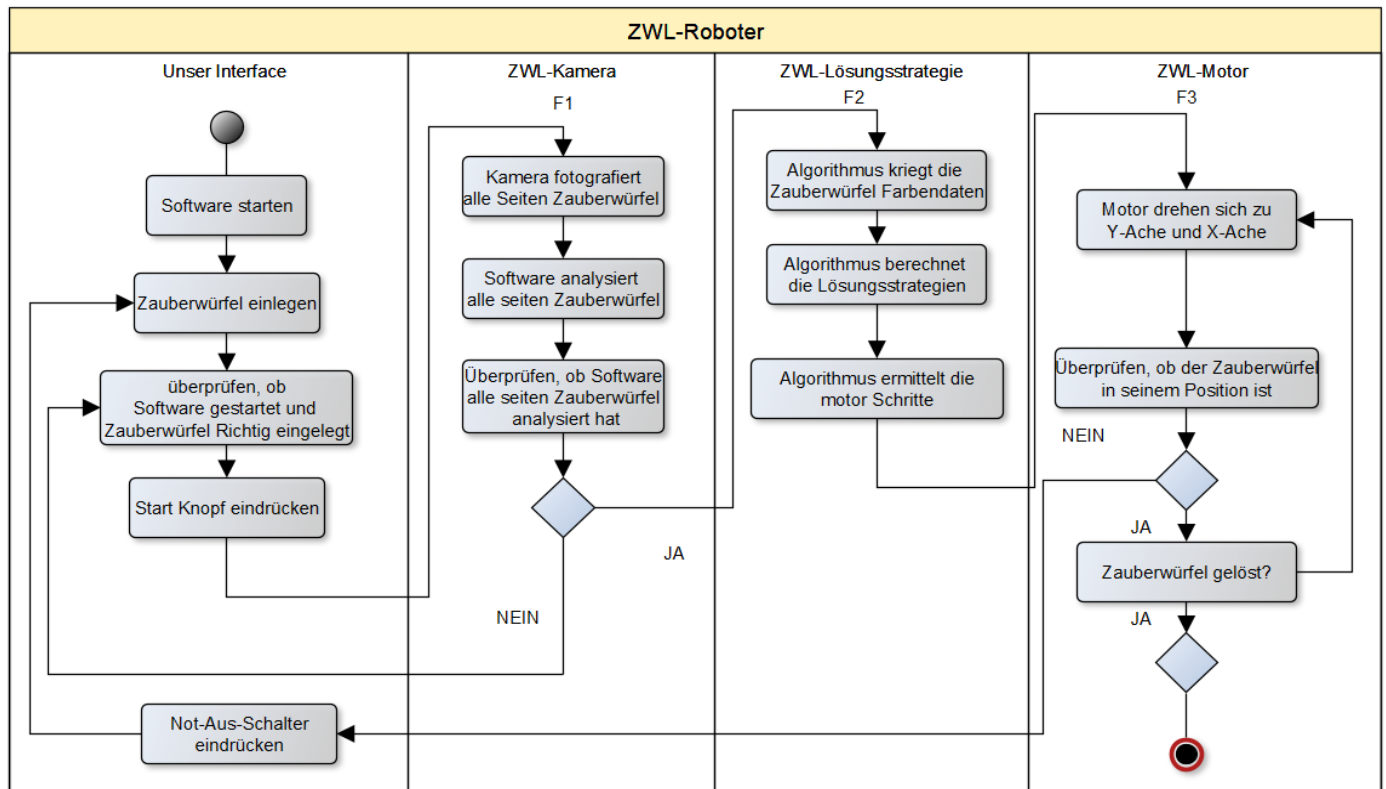 ZWL-Roboter
Unser Interface
Software starten
Zauberwürfel einlegen
überprüfen, ob
Software gestartet und
Zauberwürfel Richtig eingelegt
Start Knopf eindrücken
Not-Aus-Schalter
eindrücken
ZWL-Kamera
F1
Kamera fotografiert
alle Seiten Zauberwürfel
Software analysiert
alle seiten Zauberwürfel
Überprüfen, ob Software
alle seiten Zauberwürfel
analysiert hat
JA
NEIN
ZWL-Lösungsstrategie
F2
Algorithmus kriegt die
Zauberwürfel Farbendaten
Algorithmus berechnet
die Lösungsstrategien
Algorithmus ermittelt die
motor Schritte
ZWL-Motor
F3
Motor drehen sich zu
Y-Ache und X-Ache
Überprüfen, ob der Zauberwürfel
in seinem Position ist
NEIN
JA
Zauberwürfel gelöst?
JA